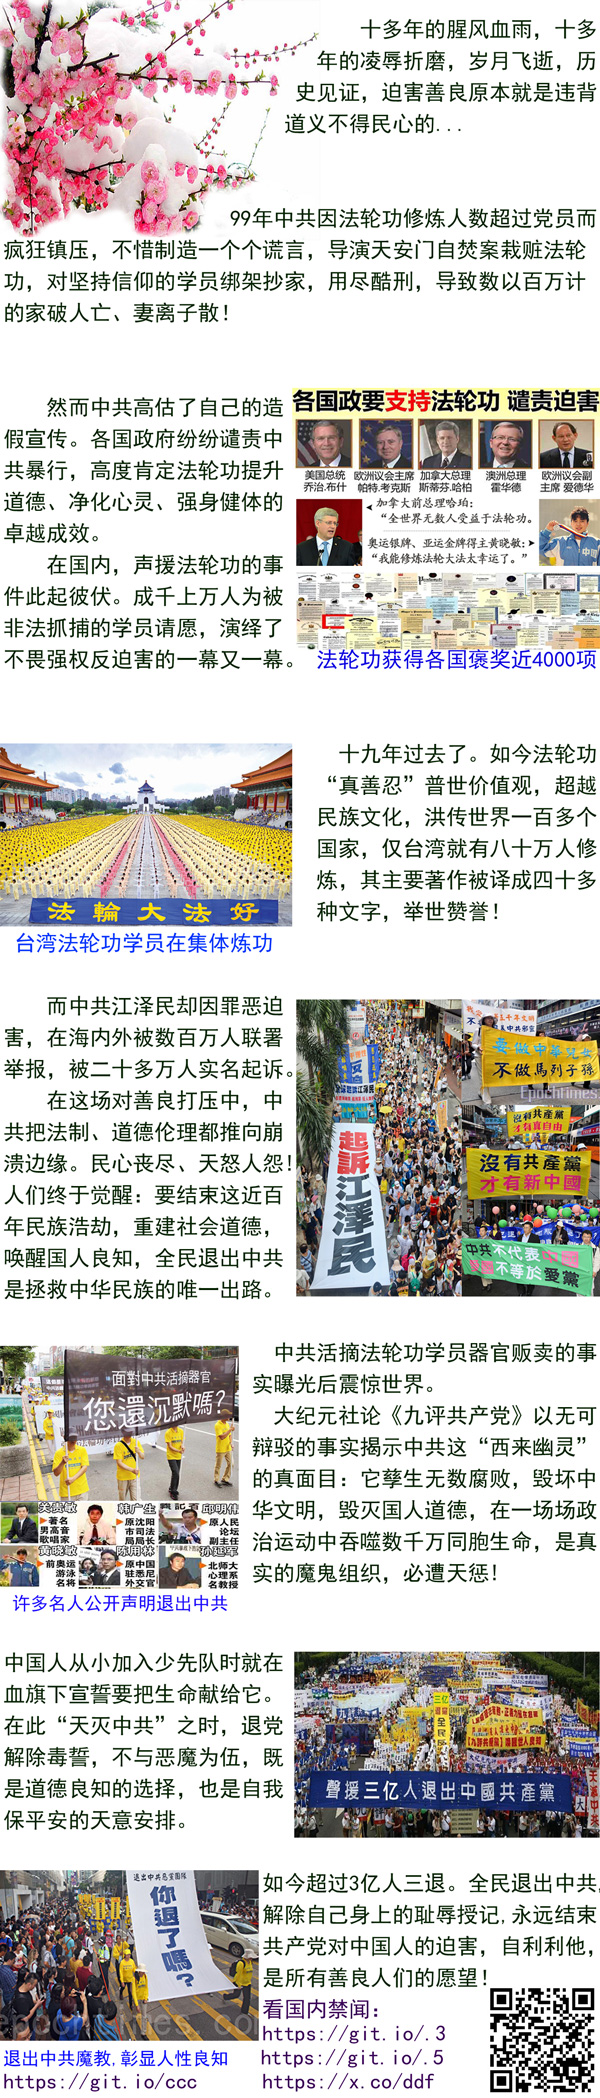 十多年的腥风血雨，十多
年的凌辱折磨，岁月飞逝，历
史见证，迫害善良原本就是违背
道义不得民心的...
99年中共因法轮功修炼人数超过党员而
疯狂镇压，不惜制造一个个谎言，导演天安门自焚案栽赃法轮
功，对坚持信仰的学员绑架抄家，用尽酷刑，导致数以百万计
的家破人亡、妻离子散！
然而中共高估了自己的造
假宣传。各国政府纷纷谴责中
共暴行，高度肯定法轮功提升
道德、净化心灵、强身健体的
卓越成效。
在国内，声援法轮功的事
件此起彼伏。成千上万人为被
非法抓捕的学员请愿，演绎了
不畏强权反迫害的一幕又一幕。
各国政要支持法轮功 谴责迫害
美国总统
乔治.布什
欧洲议会主席
帕特.考克斯
加拿大总理
斯蒂芬.哈柏
澳洲总理
霍华德
欧洲议会副
主席 爱德华
加拿大前总理哈珀：
“全世界无数人受益于法轮功。
奥运银牌、亚运金牌得主黄晓敏：
“我能修炼法轮大法太幸运了。”
法轮功获得各国褒奖近4000项
十九年过去了。如今法轮功
“真善忍”普世价值观，超越
民族文化，洪传世界一百多个
国家，仅台湾就有八十万人修
炼，其主要著作被译成四十多
种文字，举世赞誉！
法輪大法好
台湾法轮功学员在集体炼功
而中共江泽民却因罪恶迫
害，在海内外被数百万人联署
举报，被二十多万人实名起诉。
在这场对善良打压中，中
共把法制、道德伦理都推向崩
溃边缘。民心丧尽、天怒人怨！
人们终于觉醒：要结束这近百
年民族浩劫，重建社会道德，
唤醒国人良知，全民退出中共
是拯救中华民族的唯一出路。
起訴江澤民
要做中華兒女
不做馬列子孫
EpochTimes
沒有共產黨
才有真自由
沒有共產黨
才有新中國
中共不代表中國
愛國不等於愛黨
中共活摘法轮功学员器官贩卖的事
实曝光后震惊世界。
大纪元社论《九评共产党》以无可
辩驳的事实揭示中共这“西来幽灵”
的真面目：它孳生无数腐败，毁坏中
华文明，毁灭国人道德，在一场场政
治运动中吞噬数千万同胞生命，是真
实的魔鬼组织，必遭天惩！
面對中共活摘器官
您還沉默嗎?
关贵敏
著名
男高音
歌唱家
韩广生
原沈阳
市司法
局局长
邱明伟
原人民
论坛
副主任
黄晓敏
前奥运
游泳
名将
陈用林
原中国
驻悉尼
外交官
孙延军
北师大
心理系
名教授
许多名人公开声明退出中共
中国人从小加入少先队时就在
血旗下宣誓要把生命献给它。
在此“天灭中共”之时，退党
解除毒誓，不与恶魔为伍，既
是道德良知的选择，也是自我
保平安的天意安排。
聲援三亿人退出中國共產黨
如今超过3亿人三退。全民退出中共，
解除自己身上的耻辱授记,永远结束
共产党对中国人的迫害，自利利他，
是所有善良人们的愿望！
你退了嗎?
epochtimes.com
退出中共魔教,彰显人性良知
https://git.io/ccc
看国内禁闻：
https://git.io/.3
https://git.io/.5
https://x.co/ddf